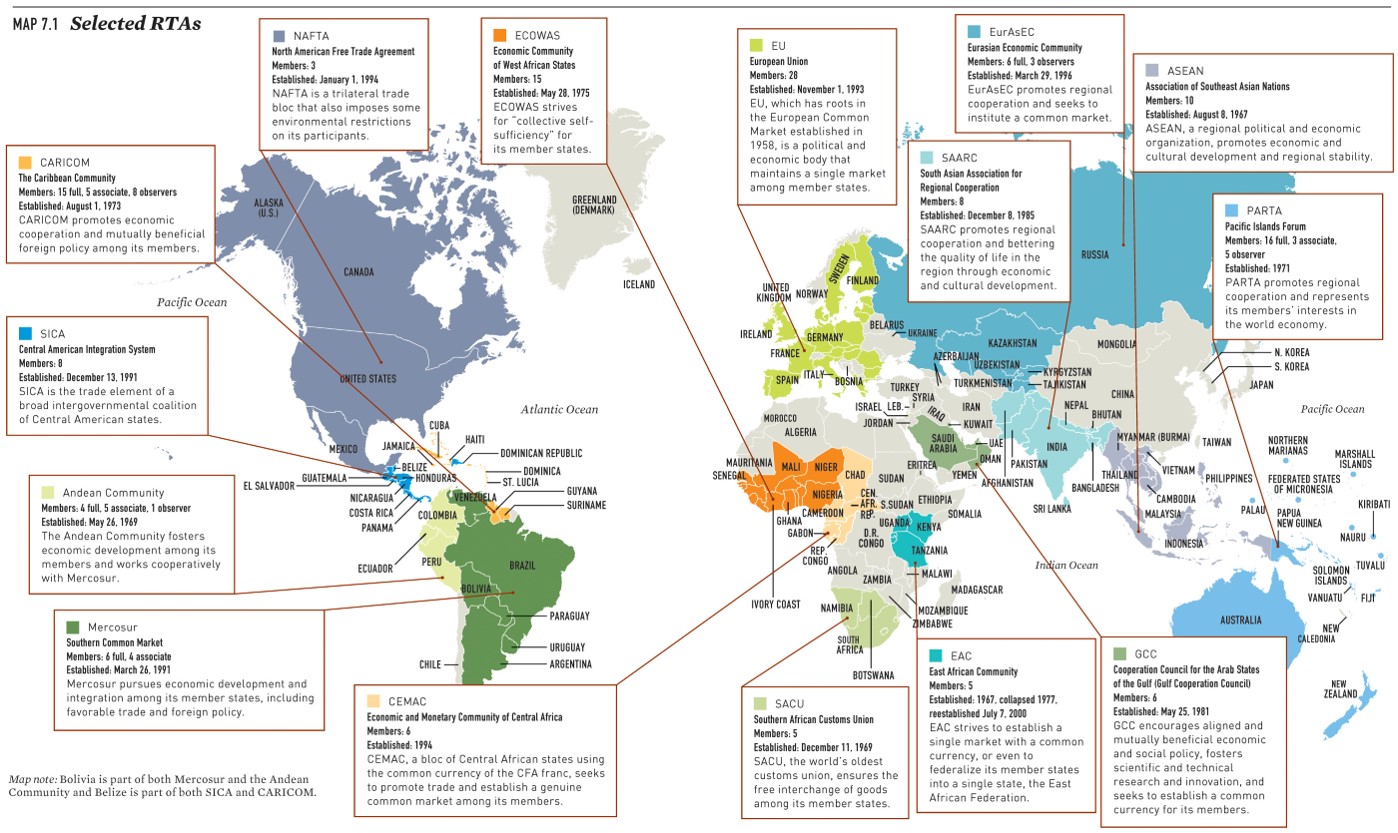 MAP 7.1 Selected RTAs
NAFTA
North American Free Trade Agreement
Members: 3
Established: January 1, 1994
NAFTA is a trilateral trade
bloc that also imposes some
environmental restrictions
on its participants.
ECOWAS
Economic Community
of West African States
Members: 15
Established: May 28, 1975
ECOWAS strives
for “collective self-
sufficiency” for
its member states.
EU
European Union
Members: 28
Established: November 1, 1993
EU, which has roots in
the European Common
Market established in
1958, is a political and
economic body that
maintains a single market
among member states.
EurAsEC
Eurasian Economic Community
Members: 6 full, 3 observers
Established: March 29, 1996
EurAsEC promotes regional
cooperation and seeks to
institute a common market.
ASEAN
Association of Southeast Asian Nations
Members: 10
Established: August 8, 1967
ASEAN, a regional political and economic
organization, promotes economic and
cultural development and regional stability.
CARICOM
The Caribbean Community
Members: 15 full, 5 associate, 8 observers
Established: August 1, 1973
CARICOM promotes economic
cooperation and mutually beneficial
foreign policy among its members.
SAARC
South Asian Association for
Regional Cooperation
Members: 8
Established: December 8, 1985
SAARC promotes regional
cooperation and bettering
the quality of life in the
region through economic
and cultural development.
PARTA
Pacific Islands Forum
Members: 16 full, 3 associate,
5 observer
Established: 1971
PARTA promotes regional
cooperation and represents
its members’ interests in
the world economy.
SICA
Central American Integration System
Members: 8
Established: December 13, 1991
SICA is the trade element of a
broad intergovernmental coalition
of Central American states.
Andean Community
Members: 4 full, 5 associate, 1 observer
Established: May 26, 1969
The Andean Community fosters
economic development among its
members and works cooperatively
with Mercosur.
Mercosur
Southern Common Market
Members: 6 full, 4 associate
Established: March 26, 1991
Mercosur pursues economic development and
integration among its member states, including
favorable trade and foreign policy.
CEMAC
Economic and Monetary Community of Central Africa
Members: 6
Established: 1994
CEMAC, a bloc of Central African states using
the common currency of the CFA franc, seeks
to promote trade and establish a genuine
common market among its members.
SACU
Southern African Customs Union
Members: 5
Established: December 11, 1969
SACU, the world’s oldest
customs union, ensures the
free interchange of goods
among its member states.
EAC
East African Community
Members: 5
Established: 1967, collapsed 1977,
reestablished July 7, 2000
EAC strives to establish a
single market with a common
currency, or even to
federalize its member states
into a single state, the East
African Federation.
GCC
Cooperation Council for the Arab States
of the Gulf (Gulf Cooperation Council)
Members: 6
Established: May 25, 1981
GCC encourages aligned and
mutually beneficial economic
and social policy, fosters
scientific and technical
research and innovation, and
seeks to establish a common
currency for its members.
ALASKA
(U.S.)
CANADA
GREENLAND
(DENMARK)
ICELAND
Pacific Ocean
UNITED STATES
Atlantic Ocean
MEXICO
CUBA
JAMAICA
HAITI
DOMINICAN REPUBLIC
BELIZE
DOMINICA
GUATEMALA
HONDURAS
ST. LUCIA
EL SALVADOR
NICARAGUA
VENEZUELA
GUYANA
COSTA RICA
SURINAME
PANAMA
COLOMBIA
ECUADOR
PERU
BRAZIL
BOLIVIA
PARAGUAY
URUGUAY
CHILE
ARGENTINA
SWEDEN
FINLAND
NORWAY
UNITED
KINGDOM
RUSSIA
IRELAND
GERMANY
BELARUS
UKRAINE
FRANCE
KAZAKHSTAN
MONGOLIA
N. KOREA
S. KOREA
JAPAN
SPAIN
ITALY
BOSNIA
AZERBAIJAN
UZBEKISTAN
KYRGYZSTAN
TURKEY
TURKMENISTAN
TAJIKISTAN
CHINA
SYRIA
ISRAEL
LEB.
IRAQ
IRAN
NEPAL
BHUTAN
Pacific Ocean
MOROCCO
JORDAN
KUWAIT
ALGERIA
SAUDI
ARABIA
UAE
OMAN
INDIA
MYANMAR (BURMA)
TAIWAN
NORTHERN
MARIANAS
MARSHALL
ISLANDS
MAURITANIA
MALI
NIGER
CHAD
ERITREA
YEMEN
PAKISTAN
AFGHANISTAN
THAILAND
VIETNAM
PHILIPPINES
FEDERATED STATES
OF MICRONESIA
SENEGAL
SUDAN
BANGLADESH
CAMBODIA
NIGERIA
CEN.
AFR.
REP.
ETHIOPIA
S.SUDAN
SOMALIA
SRI LANKA
MALAYSIA
PALAU
KIRIBATI
GHANA
CAMEROON
UGANDA
KENYA
PAPUA
NEW GUINEA
GABON
REP.
CONGO
D.R.
CONGO
TANZANIA
INDONESIA
NAURU
IVORY COAST
ANGOLA
Indian Ocean
MALAWI
SOLOMON
ISLANDS
TUVALU
ZAMBIA
MADAGASCAR
VANUATU
FIJI
NAMIBIA
MOZAMBIQUE
ZIMBABWE
AUSTRALIA
NEW
CALEDONIA
SOUTH
AFRICA
BOTSWANA
NEW
ZEALAND
Map note: Bolivia is part of both Mercosur and the Andean
Community and Belize is part of both SICA and CARICOM.